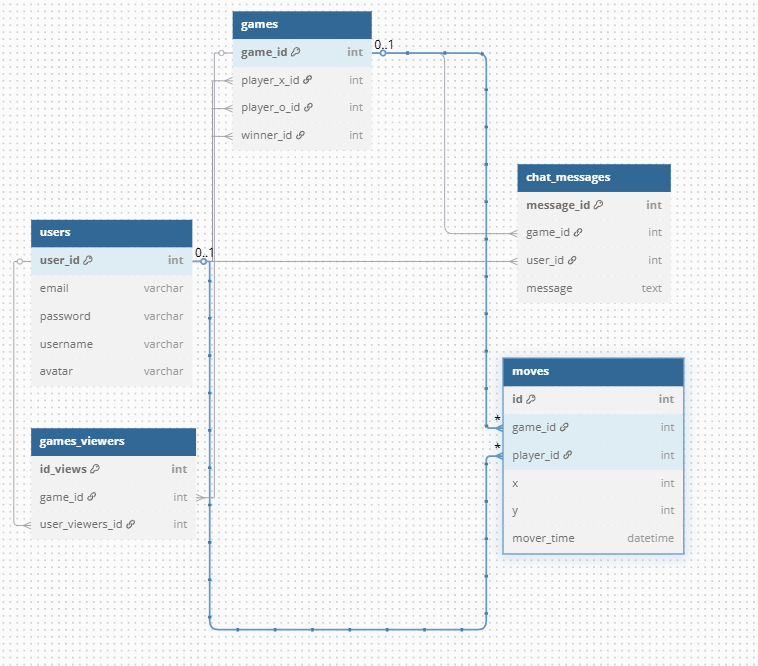 games
game_id int
player_x_id int
player_o_id int
winner_id int
0..1
chat_messages
message_id int
game_id int
user_id int
message text
users
user_id int
email varchar
password varchar
username varchar
avatar varchar
0..1
moves
id int
* game_id int
* player_id int
x int
y int
mover_time datetime
games_viewers
id_views int
game_id int
user_viewers_id int